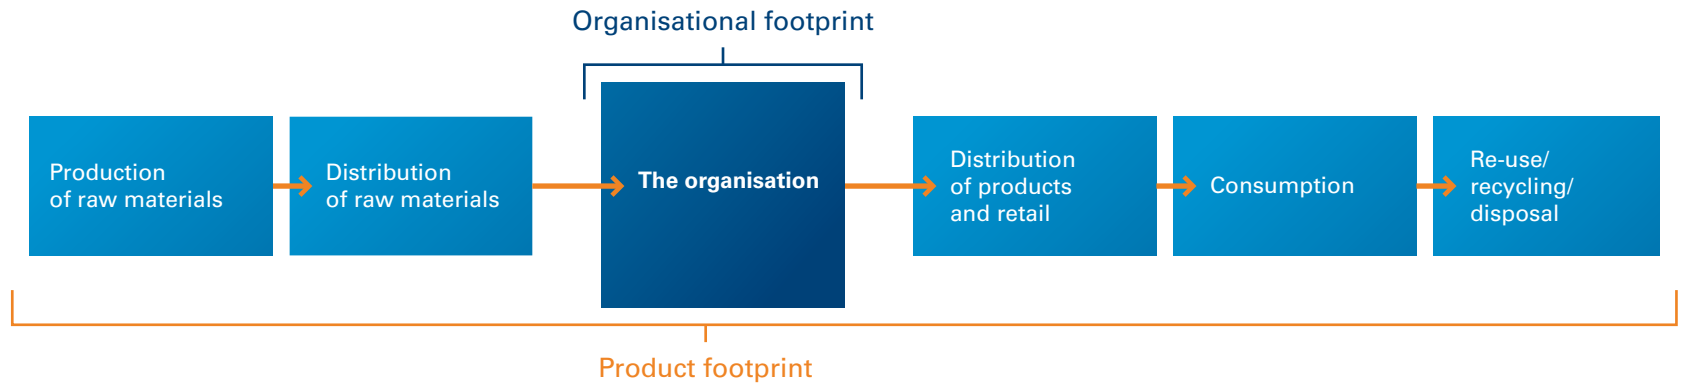 Organisational footprint
Production
of raw materials
Distribution
of raw materials
The organisation
Distribution
of products
and retail
Consumption
Re-use/
recycling/
disposal
Product footprint